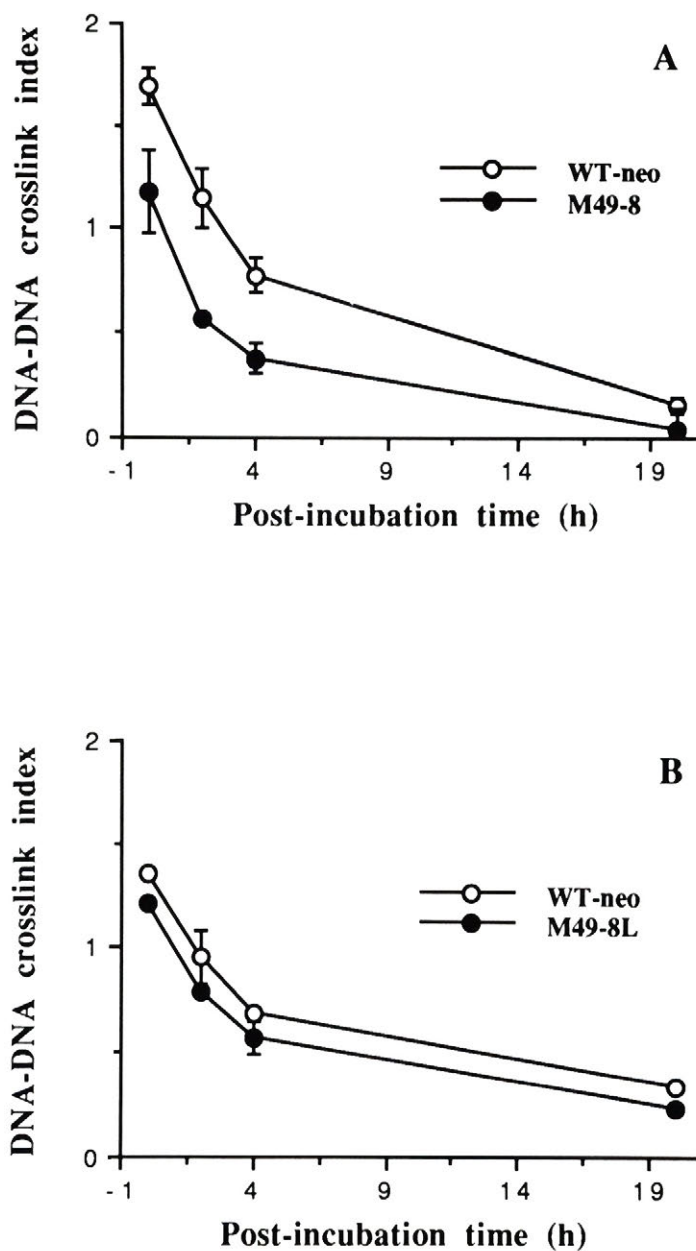 2
A
WT-neo
M49-8
1
0
-1 4 9 14 19
DNA-DNA crosslink index
Post-incubation time (h)
2
B
WT-neo
M49-8L
1
0
-1 4 9 14 19
DNA-DNA crosslink index
Post-incubation time (h)